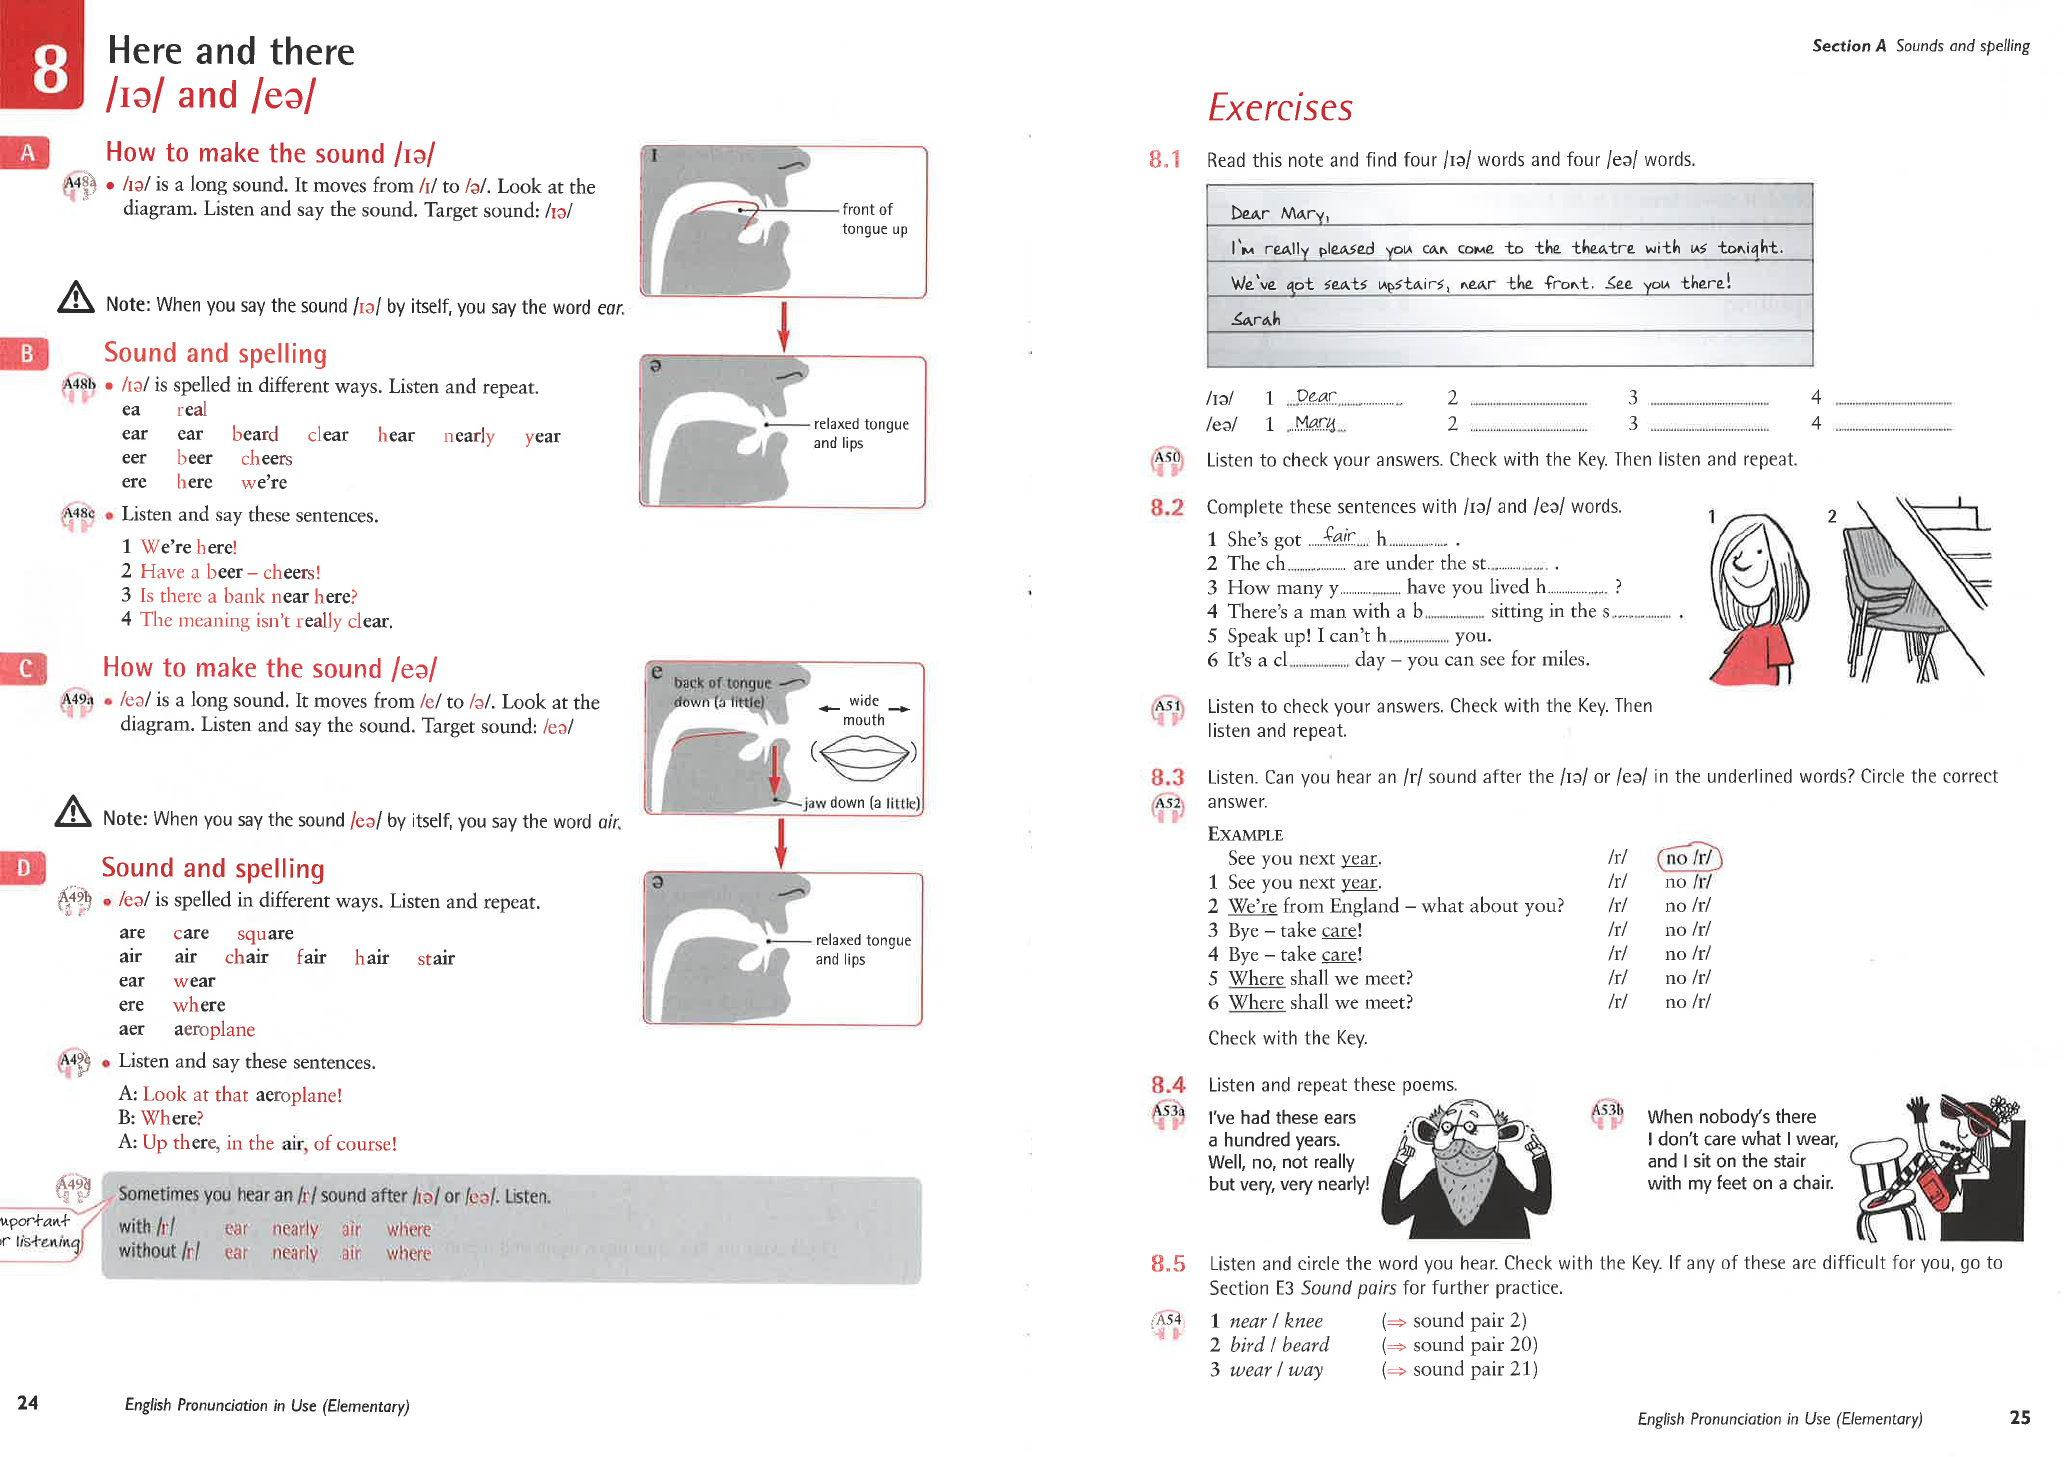 8
Here and there
/ɪə/ and /eə/
A
How to make the sound /ɪə/
A48a
• /ɪə/ is a long sound. It moves from /ɪ/ to /ə/. Look at the
diagram. Listen and say the sound. Target sound: /ɪə/
I
front of
tongue up
Note: When you say the sound /ɪə/ by itself, you say the word ear.
B
Sound and spelling
A48b
• /ɪə/ is spelled in different ways. Listen and repeat.
ea real
ear ear beard clear hear nearly year
eer beer cheers
ere here we're
ə
relaxed tongue
and lips
A48c
• Listen and say these sentences.
1 We're here!
2 Have a beer – cheers!
3 Is there a bank near here?
4 The meaning isn't really clear.
C
How to make the sound /eə/
A49a
• /eə/ is a long sound. It moves from /e/ to /ə/. Look at the
diagram. Listen and say the sound. Target sound: /eə/
e
back of tongue
down (a little)
wide
mouth
jaw down (a little)
Note: When you say the sound /eə/ by itself, you say the word air.
D
Sound and spelling
A49b
• /eə/ is spelled in different ways. Listen and repeat.
are care square
air air chair fair hair stair
ear wear
ere where
aer aeroplane
ə
relaxed tongue
and lips
A49c
• Listen and say these sentences.
A: Look at that aeroplane!
B: Where?
A: Up there, in the air, of course!
A49d
Sometimes you hear an /r/ sound after /ɪə/ or /eə/. Listen.
with /r/ ear nearly air where
without /r/ ear nearly air where
listening
24
English Pronunciation in Use (Elementary)
Section A Sounds and spelling
Exercises
8.1 Read this note and find four /ɪə/ words and four /eə/ words.
Dear Mary,
I'm really pleased you can come to the theatre with us tonight.
We've got seats upstairs, near the front. See you there!
Sarah
/ɪə/ 1 Dear 2 3 4
/eə/ 1 Mary 2 3 4
A50
Listen to check your answers. Check with the Key. Then listen and repeat.
8.2 Complete these sentences with /ɪə/ and /eə/ words.
1 She's got fair h .
2 The ch are under the st .
3 How many y have you lived h ?
4 There's a man with a b sitting in the s .
5 Speak up! I can't h you.
6 It's a cl day – you can see for miles.
1
2
A51
Listen to check your answers. Check with the Key. Then
listen and repeat.
8.3 Listen. Can you hear an /r/ sound after the /ɪə/ or /eə/ in the underlined words? Circle the correct
A52
answer.
EXAMPLE
See you next year. /r/ no /r/
1 See you next year. /r/ no /r/
2 We're from England – what about you? /r/ no /r/
3 Bye – take care! /r/ no /r/
4 Bye – take care! /r/ no /r/
5 Where shall we meet? /r/ no /r/
6 Where shall we meet? /r/ no /r/
Check with the Key.
8.4 Listen and repeat these poems.
A53a
I've had these ears
a hundred years.
Well, no, not really
but very, very nearly!
A53b
When nobody's there
I don't care what I wear,
and I sit on the stair
with my feet on a chair.
8.5 Listen and circle the word you hear. Check with the Key. If any of these are difficult for you, go to
Section E3 Sound pairs for further practice.
A54
1 near / knee (⇒ sound pair 2)
2 bird / beard (⇒ sound pair 20)
3 wear / way (⇒ sound pair 21)
English Pronunciation in Use (Elementary)
25